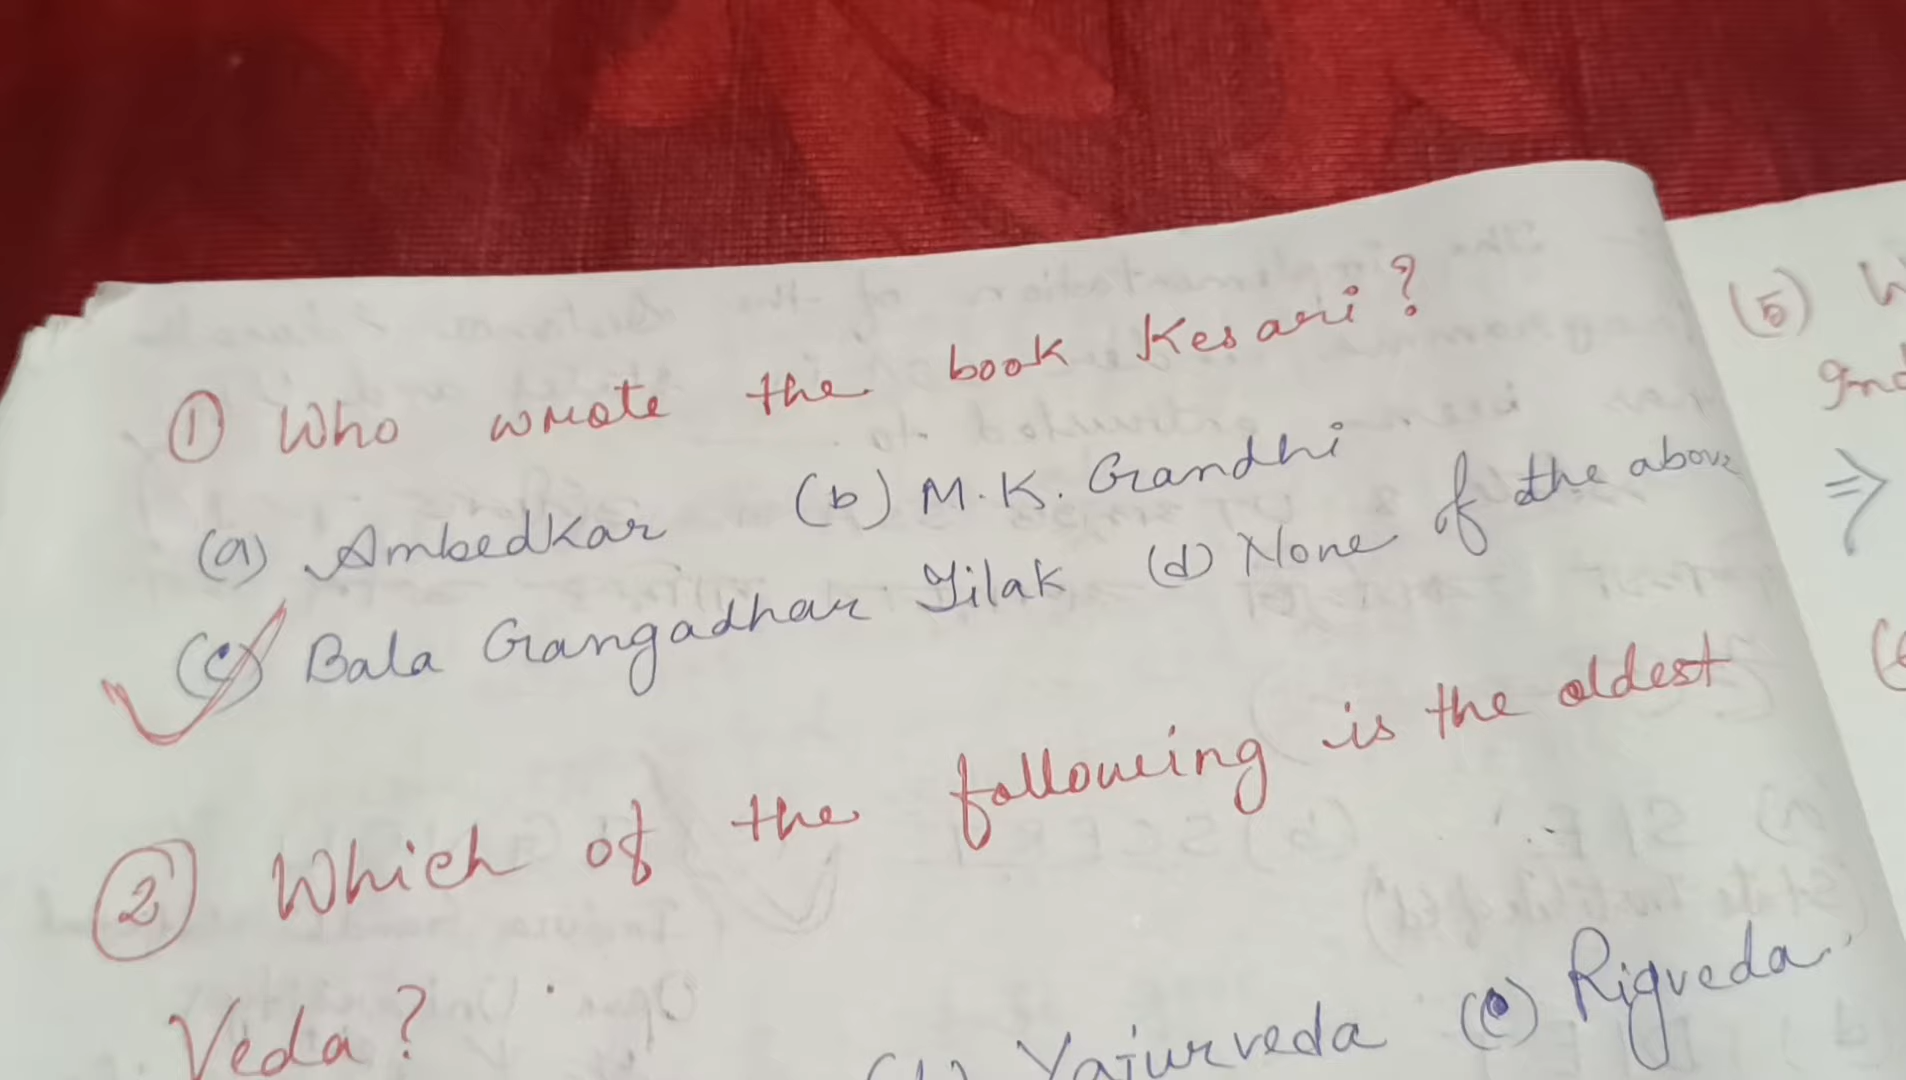 ① Who wrote the book Kesari?
(a) Ambedkar (b) M.K. Gandhi
(c) Bala Gangadhar Tilak (d) None of the above
② Which of the following is the oldest
Veda?
Yajurveda (c) Rigveda
(5)
⇒